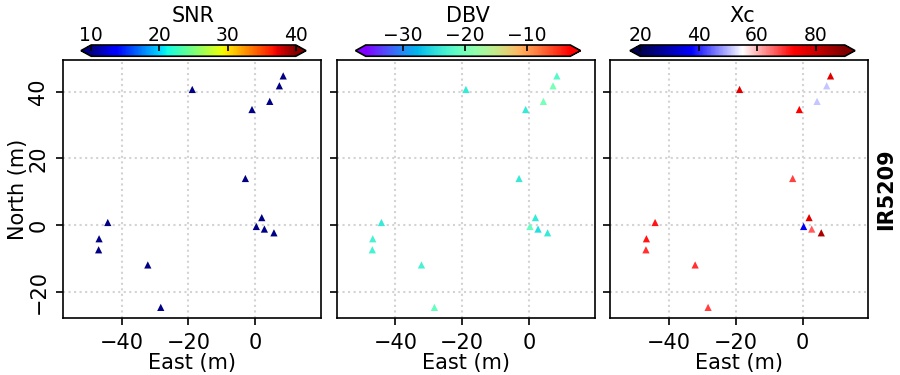 SNR DBV Xc
10 20 30 40 −30 −20 −10 20 40 60 80
40
20
0
−20
North (m)
IR5209
−40 −20 0 −40 −20 0 −40 −20 0
East (m) East (m) East (m)